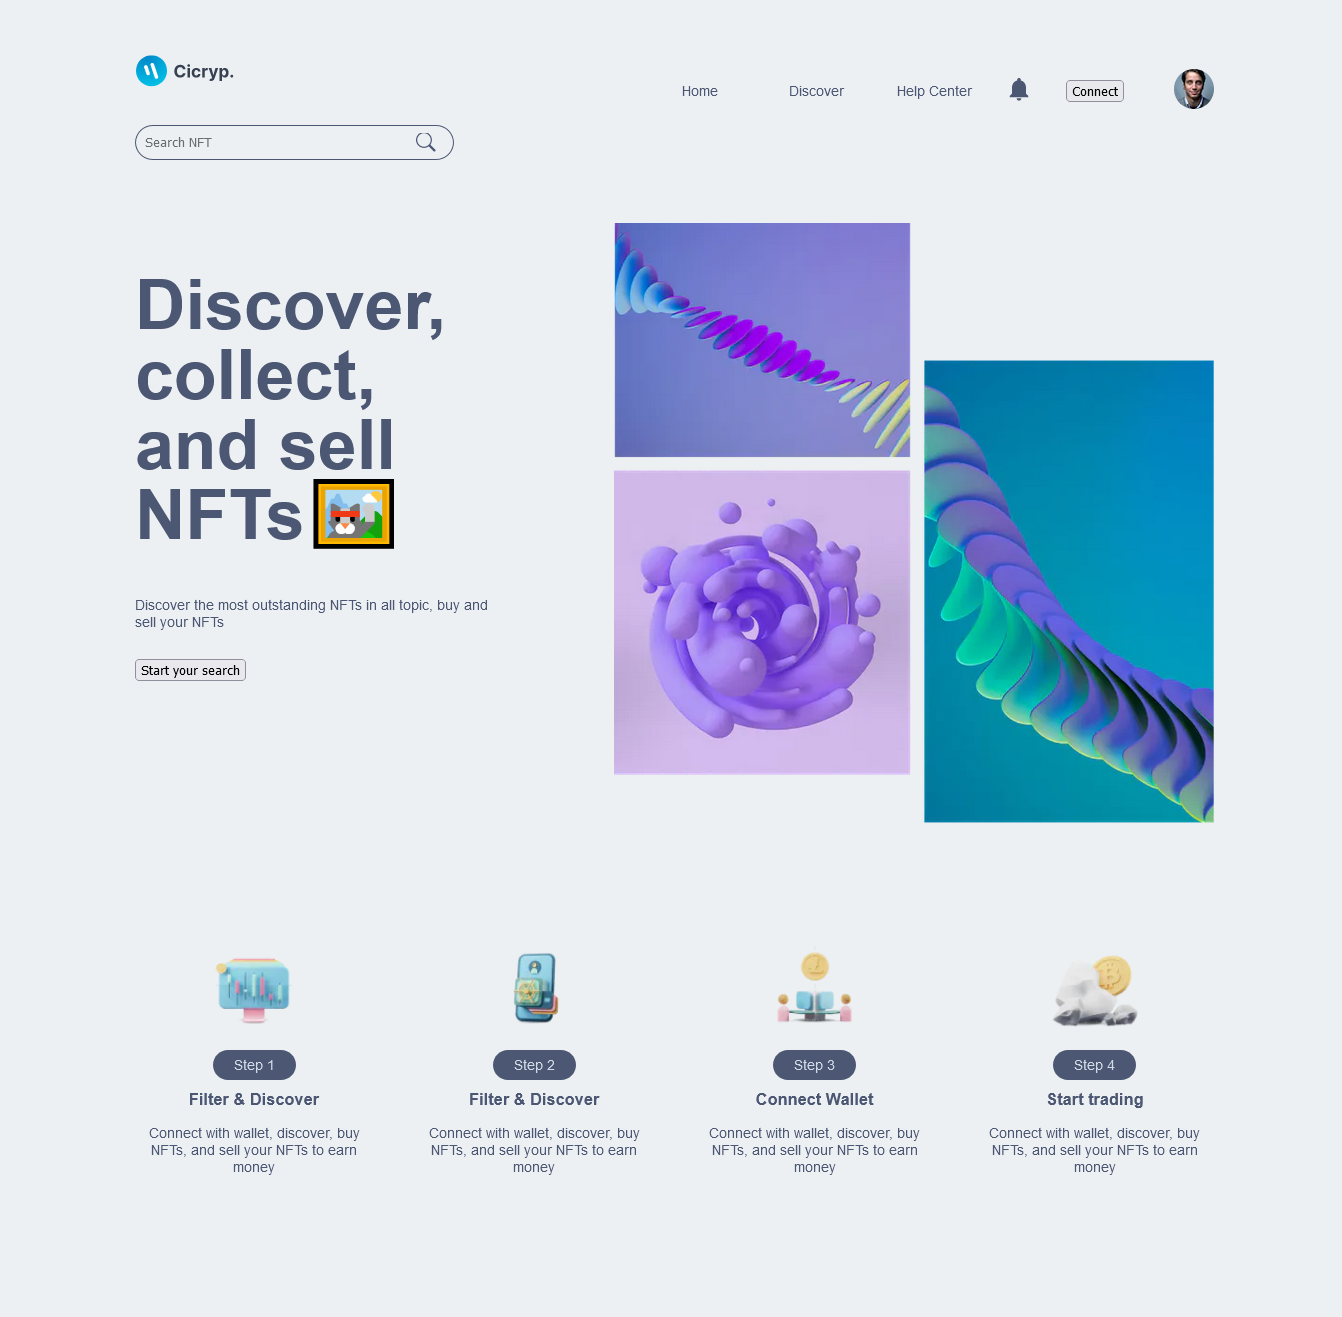 Cicryp.
Home
Discover
Help Center
Connect
Search NFT
Discover,
collect,
and sell
NFTs
Discover the most outstanding NFTs in all topic, buy and
sell your NFTs
Start your search
Step 1
Filter & Discover
Connect with wallet, discover, buy
NFTs, and sell your NFTs to earn
money
Step 2
Filter & Discover
Connect with wallet, discover, buy
NFTs, and sell your NFTs to earn
money
Step 3
Connect Wallet
Connect with wallet, discover, buy
NFTs, and sell your NFTs to earn
money
Step 4
Start trading
Connect with wallet, discover, buy
NFTs, and sell your NFTs to earn
money